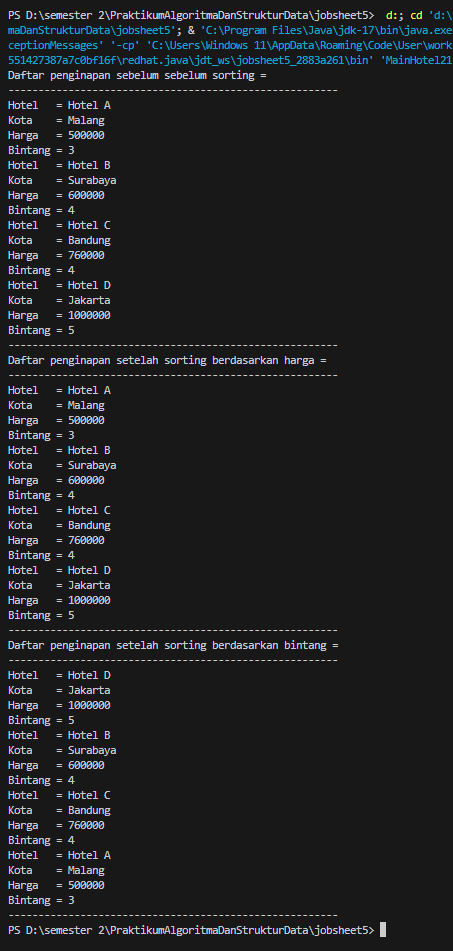 PS D:\semester 2\PraktikumAlgoritmaDanStrukturData\jobsheet5>  d:; cd 'd:\
maDanStrukturData\jobsheet5'; & 'C:\Program Files\Java\jdk-17\bin\java.exe
ceptionMessages' '-cp' 'C:\Users\Windows 11\AppData\Roaming\Code\User\work
551427387a7c0bf16f\redhat.java\jdt_ws\jobsheet5_2883a261\bin' 'MainHotel21
Daftar penginapan sebelum sebelum sorting =
-------------------------------------------------------
Hotel   = Hotel A
Kota    = Malang
Harga   = 500000
Bintang = 3
Hotel   = Hotel B
Kota    = Surabaya
Harga   = 600000
Bintang = 4
Hotel   = Hotel C
Kota    = Bandung
Harga   = 760000
Bintang = 4
Hotel   = Hotel D
Kota    = Jakarta
Harga   = 1000000
Bintang = 5
-------------------------------------------------------
Daftar penginapan setelah sorting berdasarkan harga =
-------------------------------------------------------
Hotel   = Hotel A
Kota    = Malang
Harga   = 500000
Bintang = 3
Hotel   = Hotel B
Kota    = Surabaya
Harga   = 600000
Bintang = 4
Hotel   = Hotel C
Kota    = Bandung
Harga   = 760000
Bintang = 4
Hotel   = Hotel D
Kota    = Jakarta
Harga   = 1000000
Bintang = 5
-------------------------------------------------------
Daftar penginapan setelah sorting berdasarkan bintang =
-------------------------------------------------------
Hotel   = Hotel D
Kota    = Jakarta
Harga   = 1000000
Bintang = 5
Hotel   = Hotel B
Kota    = Surabaya
Harga   = 600000
Bintang = 4
Hotel   = Hotel C
Kota    = Bandung
Harga   = 760000
Bintang = 4
Hotel   = Hotel A
Kota    = Malang
Harga   = 500000
Bintang = 3
-------------------------------------------------------
PS D:\semester 2\PraktikumAlgoritmaDanStrukturData\jobsheet5>